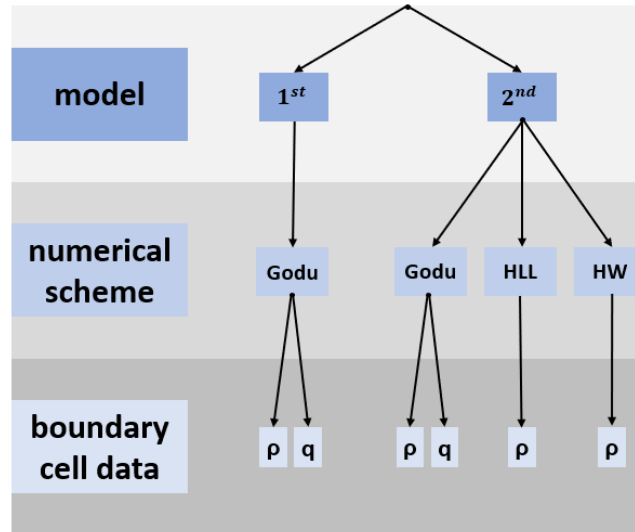 model
1st
2nd
numerical
scheme
Godu
Godu
HLL
HW
boundary
cell data
ρ
q
ρ
q
ρ
ρ